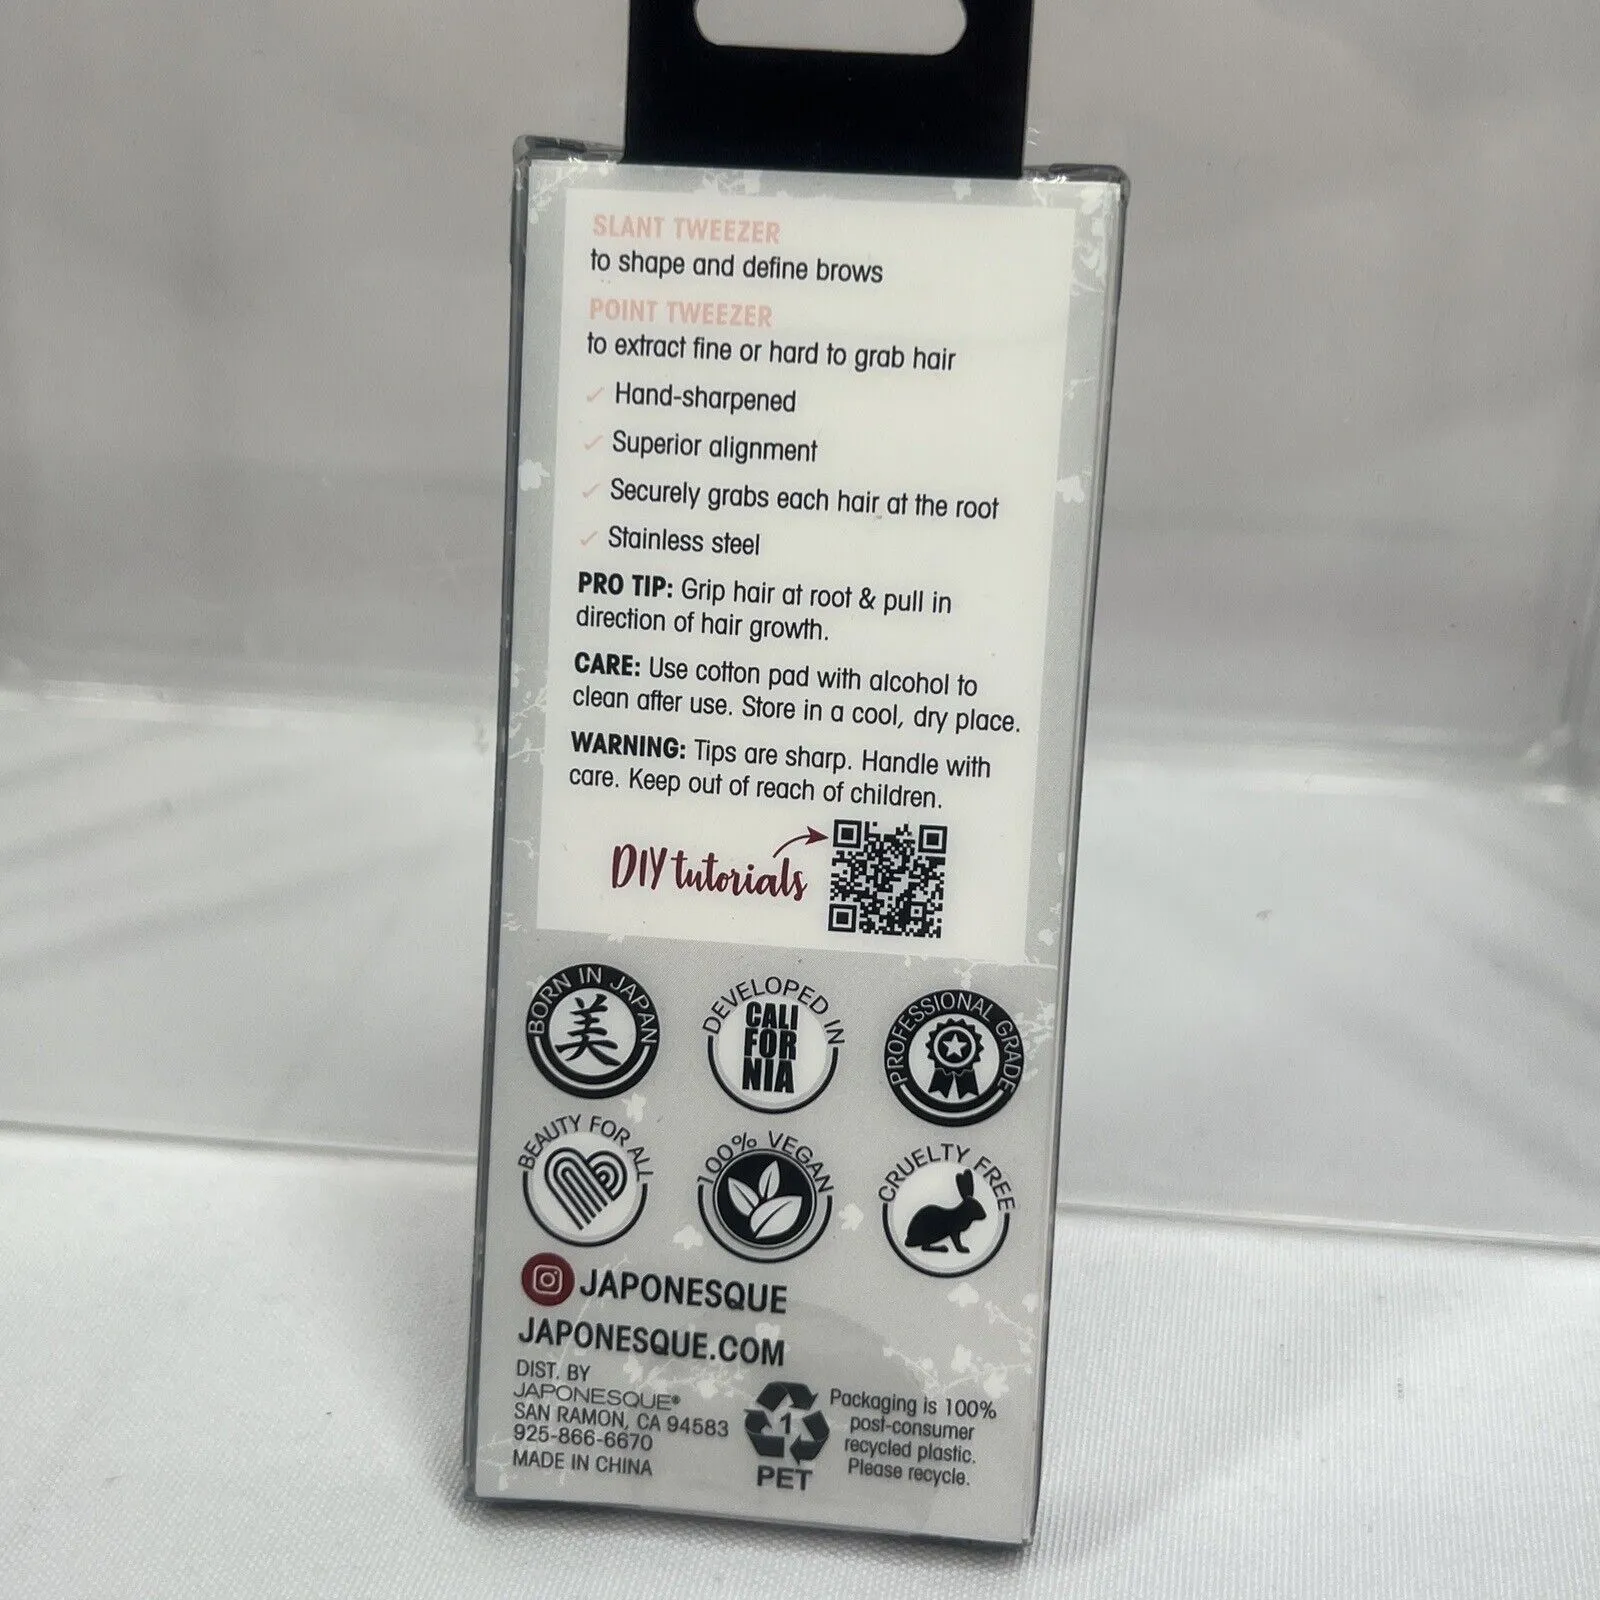 SLANT TWEEZER
to shape and define brows
POINT TWEEZER
to extract fine or hard to grab hair
✓ Hand-sharpened
✓ Superior alignment
✓ Securely grabs each hair at the root
✓ Stainless steel
PRO TIP: Grip hair at root & pull in
direction of hair growth.
CARE: Use cotton pad with alcohol to
clean after use. Store in a cool, dry place.
WARNING: Tips are sharp. Handle with
care. Keep out of reach of children.
DIY tutorials
BORN IN JAPAN
美
DEVELOPED IN
CALI
FOR
NIA
PROFESSIONAL GRADE
BEAUTY FOR ALL
100% VEGAN
CRUELTY FREE
JAPONESQUE
JAPONESQUE.COM
DIST. BY
JAPONESQUE®
SAN RAMON, CA 94583
925-866-6670
MADE IN CHINA
1
PET
Packaging is 100%
post-consumer
recycled plastic.
Please recycle.